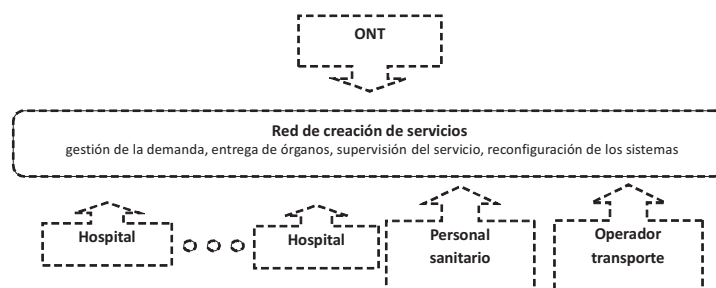 ONT
Red de creación de servicios
gestión de la demanda, entrega de órganos, supervisión del servicio, reconfiguración de los sistemas
Hospital
Hospital
Personal
sanitario
Operador
transporte